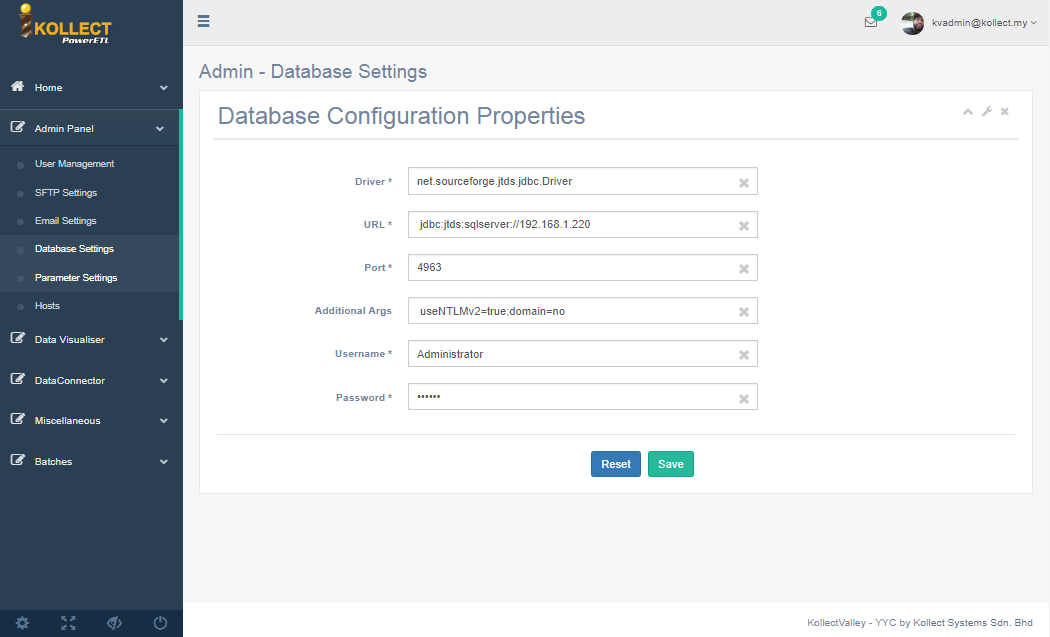 KOLLECT
PowerETL
6
kvadmin@kollect.my
Home
Admin Panel
User Management
SFTP Settings
Email Settings
Database Settings
Parameter Settings
Hosts
Data Visualiser
DataConnector
Miscellaneous
Batches
Admin - Database Settings
Database Configuration Properties
Driver * net.sourceforge.jtds.jdbc.Driver
URL * jdbc:jtds:sqlserver://192.168.1.220
Port * 4963
Additional Args useNTLMv2=true;domain=no
Username * Administrator
Password * ••••••
Reset Save
KollectValley - YYC by Kollect Systems Sdn. Bhd